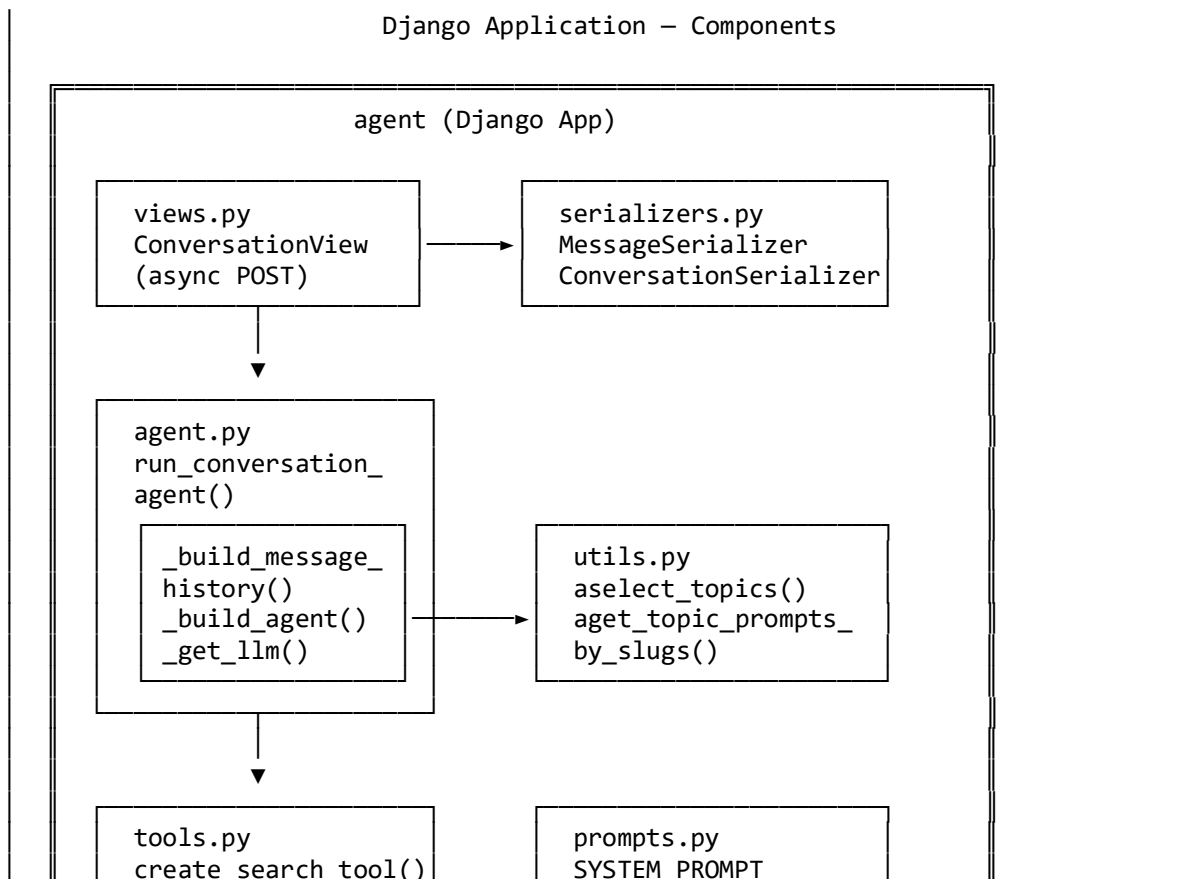 Django Application — Components
agent (Django App)
views.py
ConversationView
(async POST)
serializers.py
MessageSerializer
ConversationSerializer
agent.py
run_conversation_
agent()
_build_message_
history()
_build_agent()
_get_llm()
utils.py
aselect_topics()
aget_topic_prompts_
by_slugs()
tools.py
create_search_tool()
prompts.py
SYSTEM_PROMPT